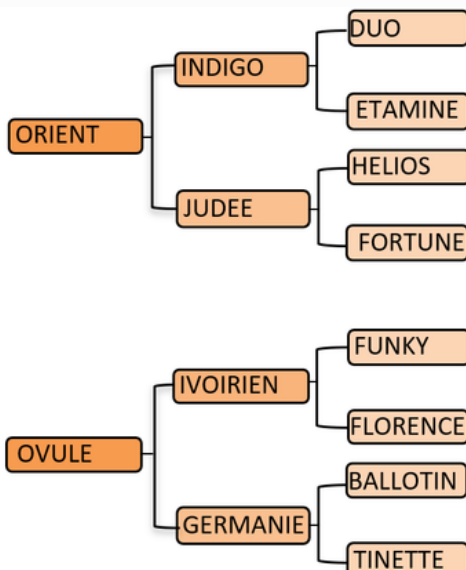 DUO
INDIGO
ETAMINE
ORIENT
HELIOS
JUDEE
FORTUNE
FUNKY
IVOIRIEN
FLORENCE
OVULE
BALLOTIN
GERMANIE
TINETTE